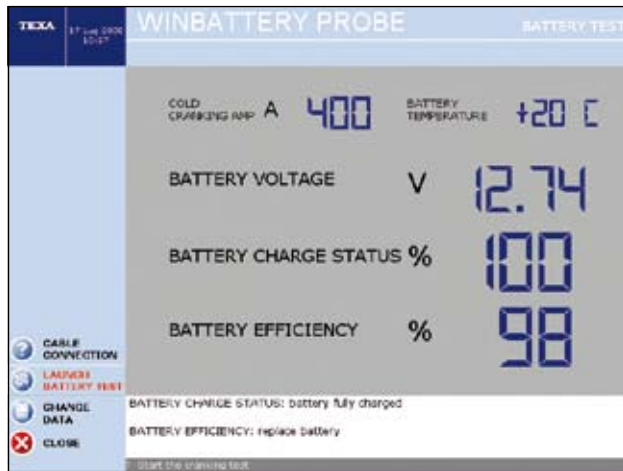 TEXA
WINBATTERY PROBE
BATTERY TEST
COLD
CRANKING AMP A 400
BATTERY
TEMPERATURE +20 C
BATTERY VOLTAGE V 12.74
BATTERY CHARGE STATUS % 100
BATTERY EFFICIENCY % 98
CABLE
CONNECTION
LAUNCH
BATTERY TEST
CHANGE
DATA
CLOSE
BATTERY CHARGE STATUS: battery fully charged
BATTERY EFFICIENCY: replace battery
Start the cranking test